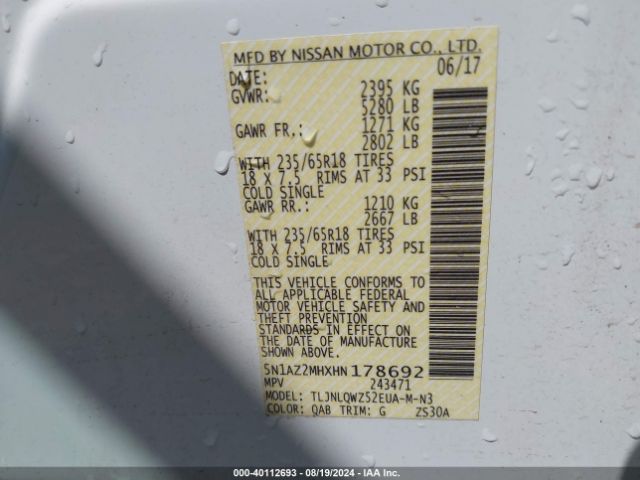 MFD BY NISSAN MOTOR CO., LTD.
DATE: 06/17
GVWR: 2395 KG
5280 LB
GAWR FR.: 1271 KG
2802 LB
WITH 235/65R18 TIRES
18 X 7.5 RIMS AT 33 PSI
COLD SINGLE
GAWR RR.: 1210 KG
2667 LB
WITH 235/65R18 TIRES
18 X 7.5 RIMS AT 33 PSI
COLD SINGLE
THIS VEHICLE CONFORMS TO
ALL APPLICABLE FEDERAL
MOTOR VEHICLE SAFETY AND
THEFT PREVENTION
STANDARDS IN EFFECT ON
THE DATE OF MANUFACTURE
SHOWN ABOVE.
5N1AZ2MHXHN178692
MPV 243471
MODEL: TLJNLQWZ52EUA-M-N3
COLOR: QAB TRIM: G ZS30A
000-40112693 - 08/19/2024 - IAA Inc.